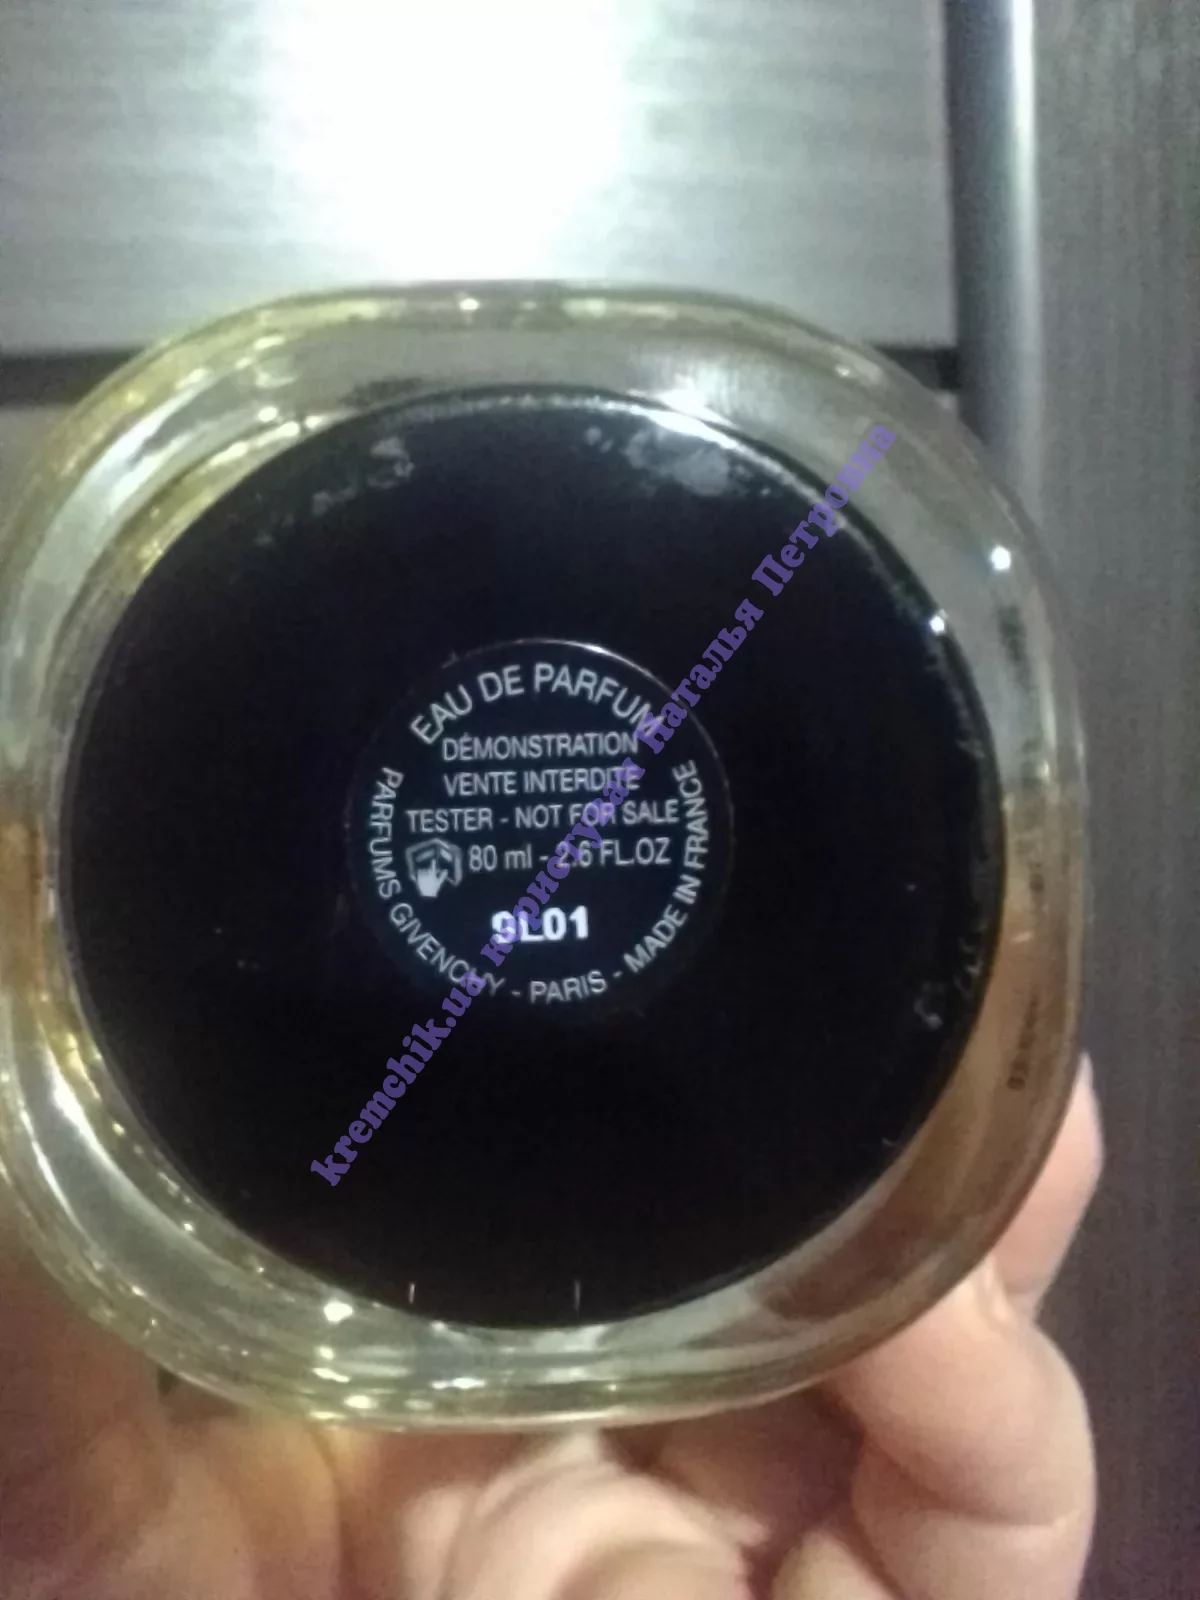 EAU DE PARFUM
DÉMONSTRATION
VENTE INTERDITE
TESTER - NOT FOR SALE
80 ml - 2.6 FL.OZ
9L01
PARFUMS GIVENCHY - PARIS - MADE IN FRANCE
kremchik.ua користувач Наталья Петровна